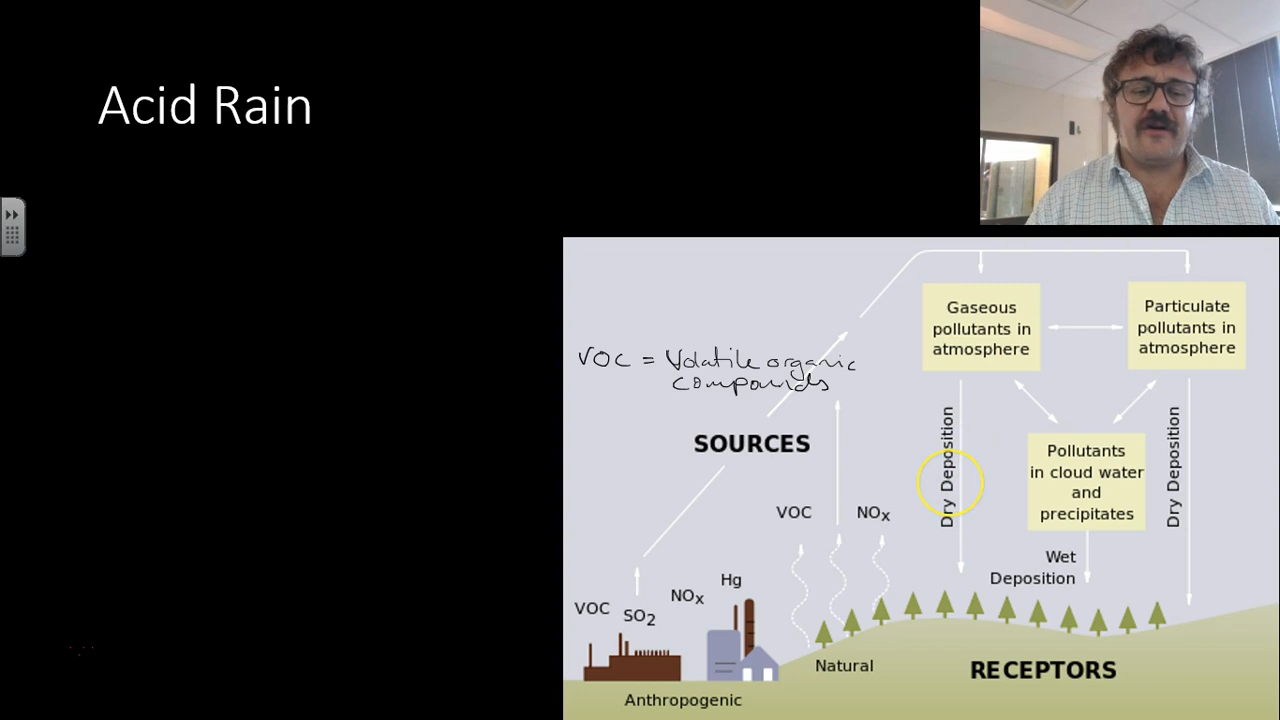 Acid Rain
Gaseous
pollutants in
atmosphere
Particulate
pollutants in
atmosphere
VOC = Volatile organic
compounds
SOURCES
Dry Deposition
Pollutants
in cloud water
and
precipitates
Dry Deposition
VOC
NOx
Wet
Deposition
VOC
SO2
NOx
Hg
Natural
RECEPTORS
Anthropogenic